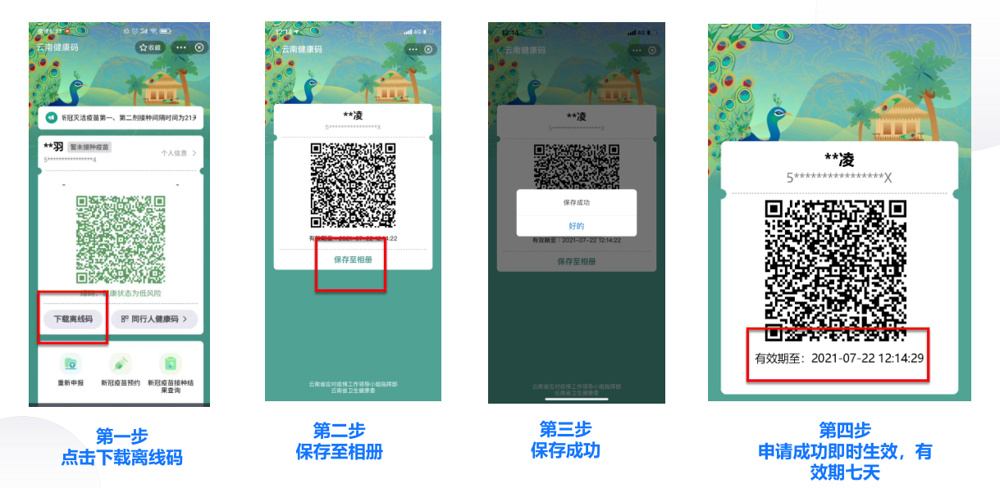 云南健康码
收藏
新冠灭活疫苗第一、第二剂接种间隔时间为21天
**羽 暂未接种疫苗
个人信息 >
5***************4
- -
绿码：健康状态为低风险
下载离线码
同行人健康码 >
重新申报
新冠疫苗预约
新冠疫苗接种结
果查询
第一步
点击下载离线码
12:14
4G
云南健康码
**凌
5****************X
有效期至：2021-07-22 12:14:22
保存至相册
云南省应对疫情工作领导小组指挥部
云南省卫生健康委
第二步
保存至相册
12:14
4G
云南健康码
**凌
5****************X
保存成功
好的
有效期至：2021-07-22 12:14:22
保存至相册
云南省应对疫情工作领导小组指挥部
云南省卫生健康委
第三步
保存成功
**凌
5****************X
有效期至：2021-07-22 12:14:29
第四步
申请成功即时生效，有
效期七天